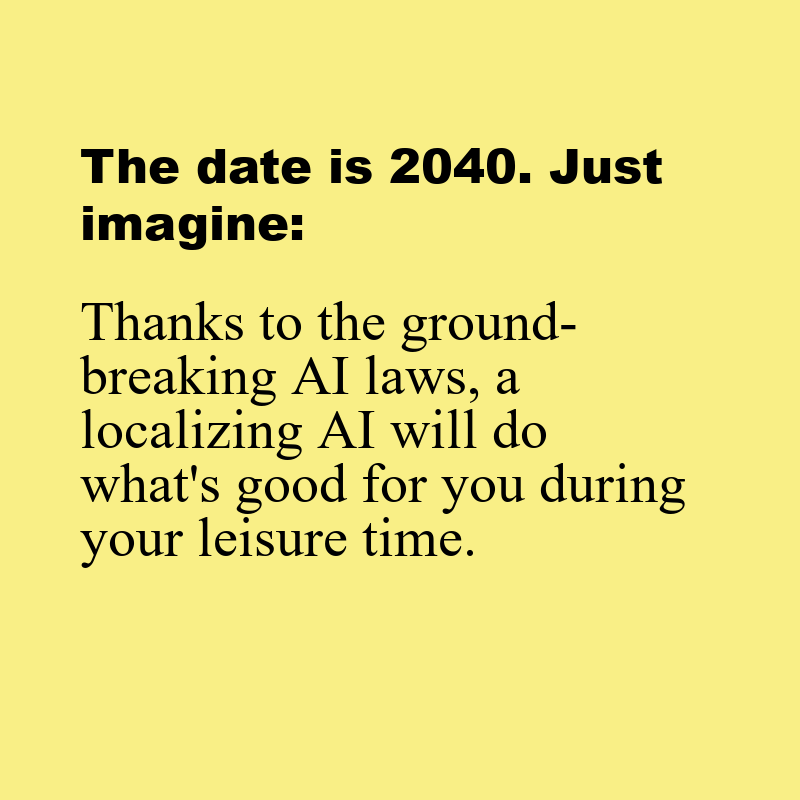 The date is 2040. Just
imagine:
Thanks to the ground-
breaking AI laws, a
localizing AI will do
what's good for you during
your leisure time.